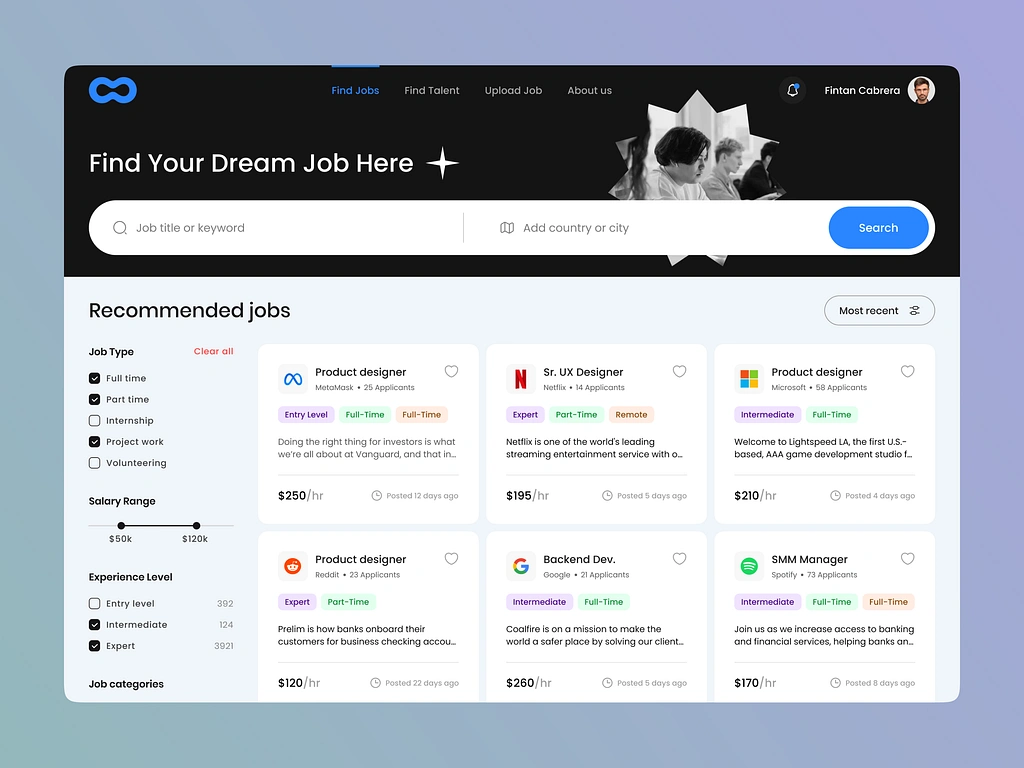 Find Jobs
Find Talent
Upload Job
About us
Fintan Cabrera
Find Your Dream Job Here
Job title or keyword
Add country or city
Search
Recommended jobs
Most recent
Job Type
Clear all
Full time
Part time
Internship
Project work
Volunteering
Salary Range
$50k
$120k
Experience Level
Entry level 392
Intermediate 124
Expert 3921
Job categories
Product designer
MetaMask • 25 Applicants
Entry Level Full-Time Full-Time
Doing the right thing for investors is what
we're all about at Vanguard, and that in...
$250/hr
Posted 12 days ago
Sr. UX Designer
Netflix • 14 Applicants
Expert Part-Time Remote
Netflix is one of the world's leading
streaming entertainment service with o...
$195/hr
Posted 5 days ago
Product designer
Microsoft • 58 Applicants
Intermediate Full-Time
Welcome to Lightspeed LA, the first U.S.-
based, AAA game development studio f...
$210/hr
Posted 4 days ago
Product designer
Reddit • 23 Applicants
Expert Part-Time
Prelim is how banks onboard their
customers for business checking accou...
$120/hr
Posted 22 days ago
Backend Dev.
Google • 21 Applicants
Intermediate Full-Time
Coalfire is on a mission to make the
world a safer place by solving our client...
$260/hr
Posted 5 days ago
SMM Manager
Spotify • 73 Applicants
Intermediate Full-Time Full-Time
Join us as we increase access to banking
and financial services, helping banks an...
$170/hr
Posted 8 days ago